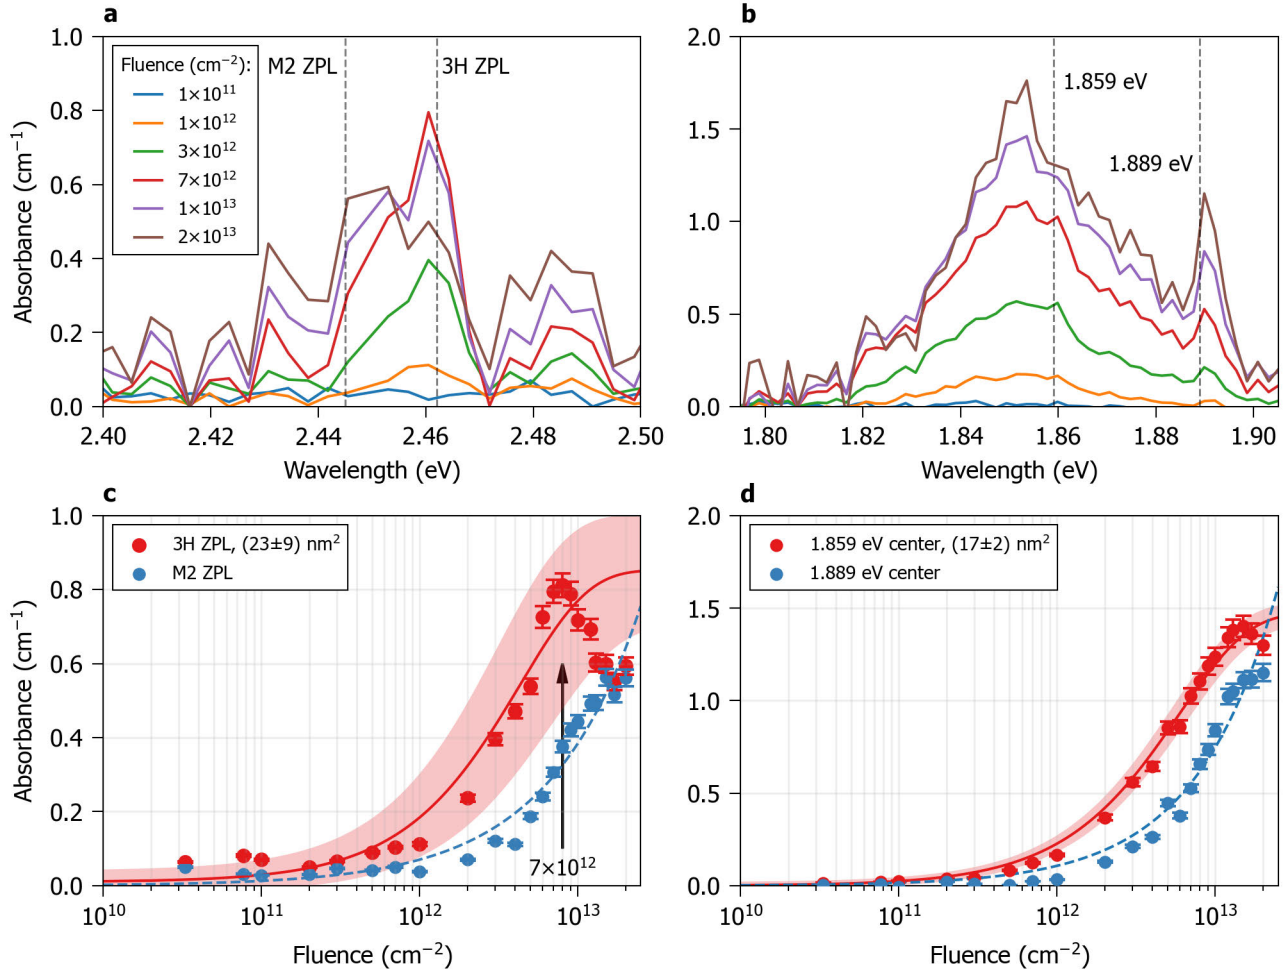 a
1.0
0.8
0.6
0.4
0.2
0.0
Absorbance (cm⁻¹)
Fluence (cm⁻²):
1×10¹¹
1×10¹²
3×10¹²
7×10¹²
1×10¹³
2×10¹³
M2 ZPL
3H ZPL
2.40
2.42
2.44
2.46
2.48
2.50
Wavelength (eV)
b
2.0
1.5
1.0
0.5
0.0
Absorbance (cm⁻¹)
1.859 eV
1.889 eV
1.80
1.82
1.84
1.86
1.88
1.90
Wavelength (eV)
c
1.0
0.8
0.6
0.4
0.2
0.0
Absorbance (cm⁻¹)
3H ZPL, (23±9) nm²
M2 ZPL
7×10¹²
10¹⁰
10¹¹
10¹²
10¹³
Fluence (cm⁻²)
d
2.0
1.5
1.0
0.5
0.0
Absorbance (cm⁻¹)
1.859 eV center, (17±2) nm²
1.889 eV center
10¹⁰
10¹¹
10¹²
10¹³
Fluence (cm⁻²)